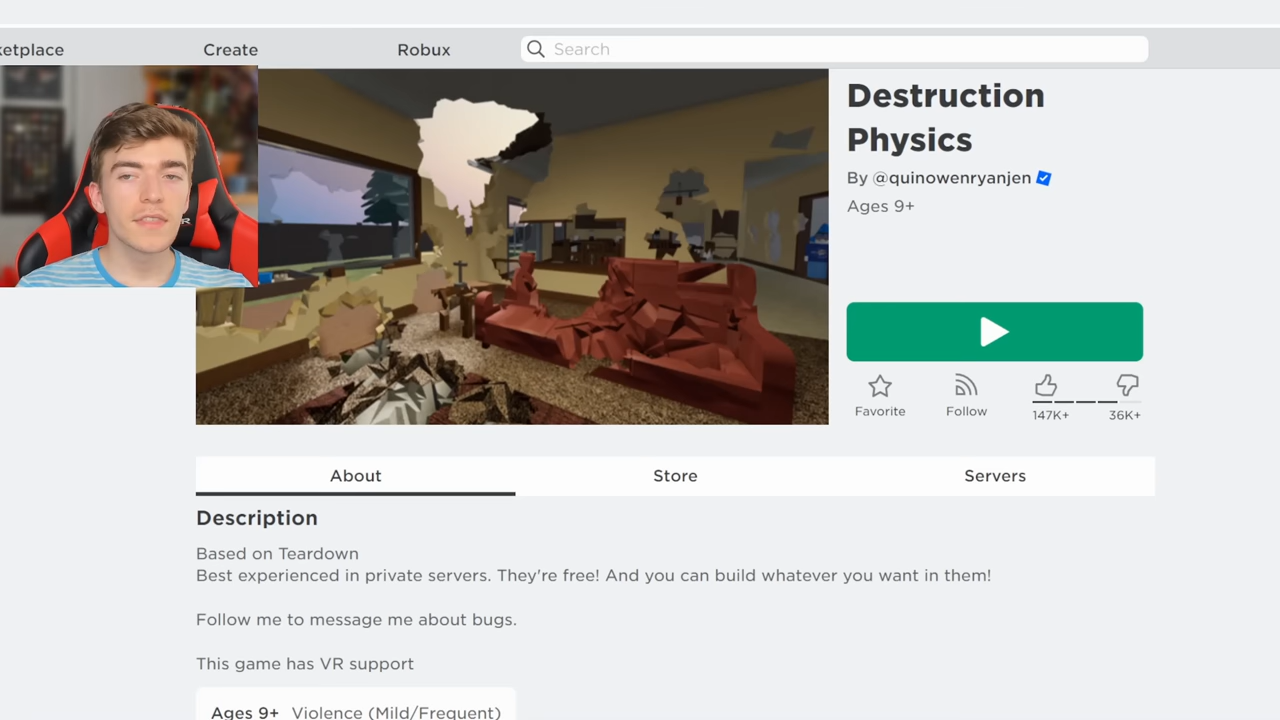 ketplace
Create
Robux
Search
Destruction
Physics
By @quinowenryanjen
Ages 9+
Favorite
Follow
147K+
36K+
About
Store
Servers
Description
Based on Teardown
Best experienced in private servers. They're free! And you can build whatever you want in them!
Follow me to message me about bugs.
This game has VR support
Ages 9+ Violence (Mild/Frequent)